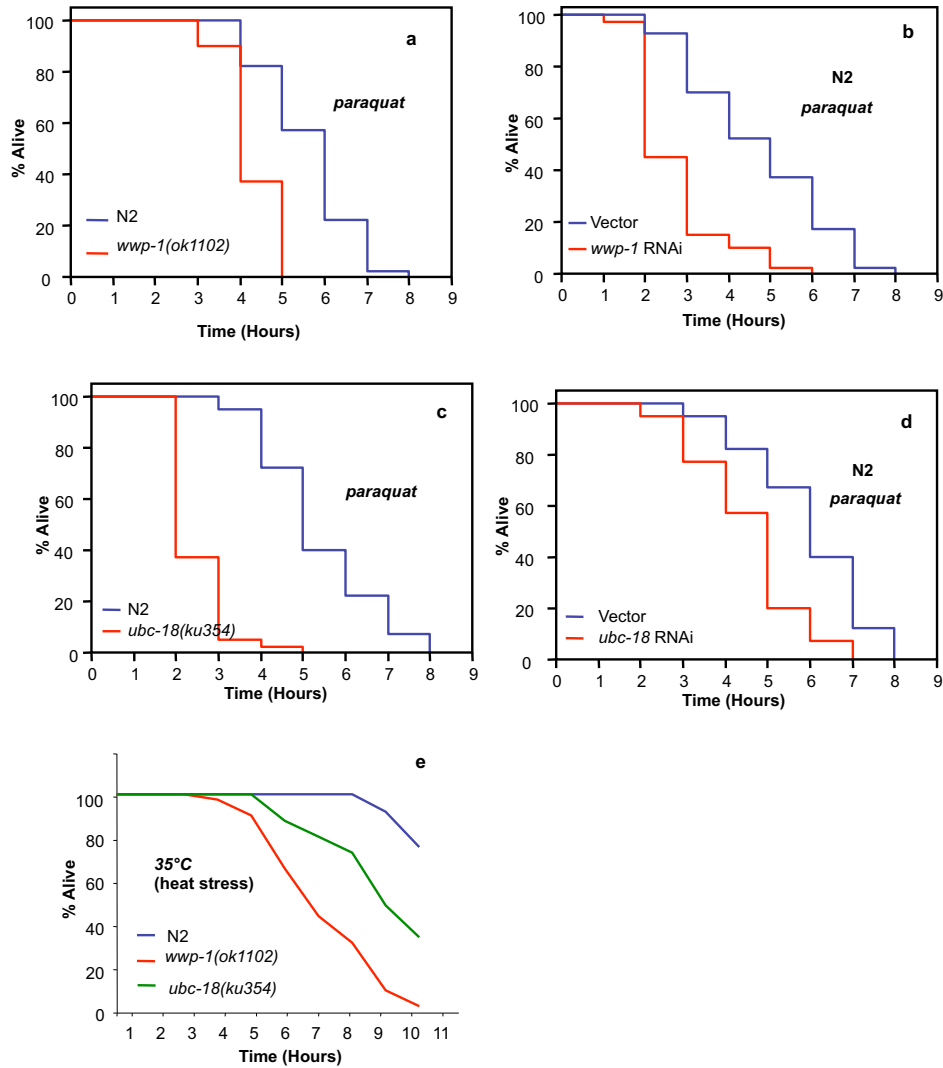 a
100
80
60
40
20
0
% Alive
paraquat
N2
wwp-1(ok1102)
0 1 2 3 4 5 6 7 8 9
Time (Hours)
b
100
80
60
40
20
0
% Alive
N2
paraquat
Vector
wwp-1 RNAi
0 1 2 3 4 5 6 7 8 9
Time (Hours)
c
100
80
60
40
20
0
% Alive
paraquat
N2
ubc-18(ku354)
0 1 2 3 4 5 6 7 8 9
Time (Hours)
d
100
80
60
40
20
0
% Alive
N2
paraquat
Vector
ubc-18 RNAi
0 1 2 3 4 5 6 7 8 9
Time (Hours)
e
100
80
60
40
20
0
% Alive
35°C
(heat stress)
N2
wwp-1(ok1102)
ubc-18(ku354)
1 2 3 4 5 6 7 8 9 10 11
Time (Hours)